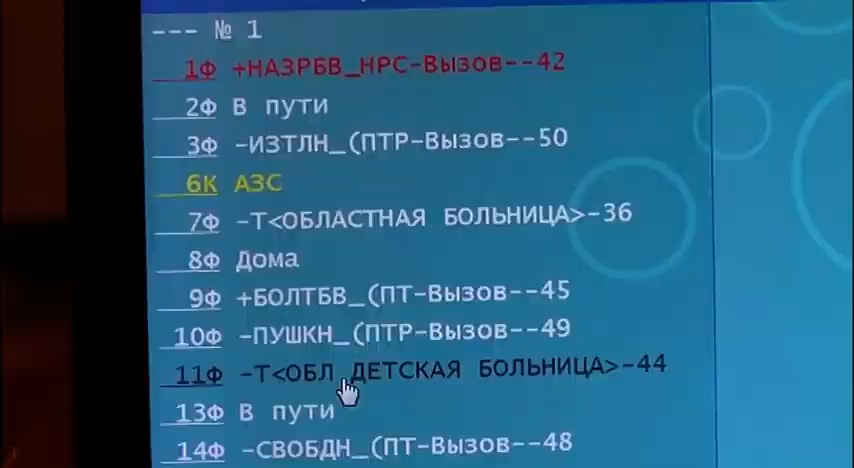 --- № 1
1Ф +НАЗРБВ_НРС-Вызов--42
2Ф В пути
3Ф -ИЗТЛН_(ПТР-Вызов--50
6К АЗС
7Ф -Т<ОБЛАСТНАЯ БОЛЬНИЦА>-36
8Ф Дома
9Ф +БОЛТБВ_(ПТ-Вызов--45
10Ф -ПУШКН_(ПТР-Вызов--49
11Ф -Т<ОБЛ ДЕТСКАЯ БОЛЬНИЦА>-44
13Ф В пути
14Ф -СВОБДН_(ПТ-Вызов--48